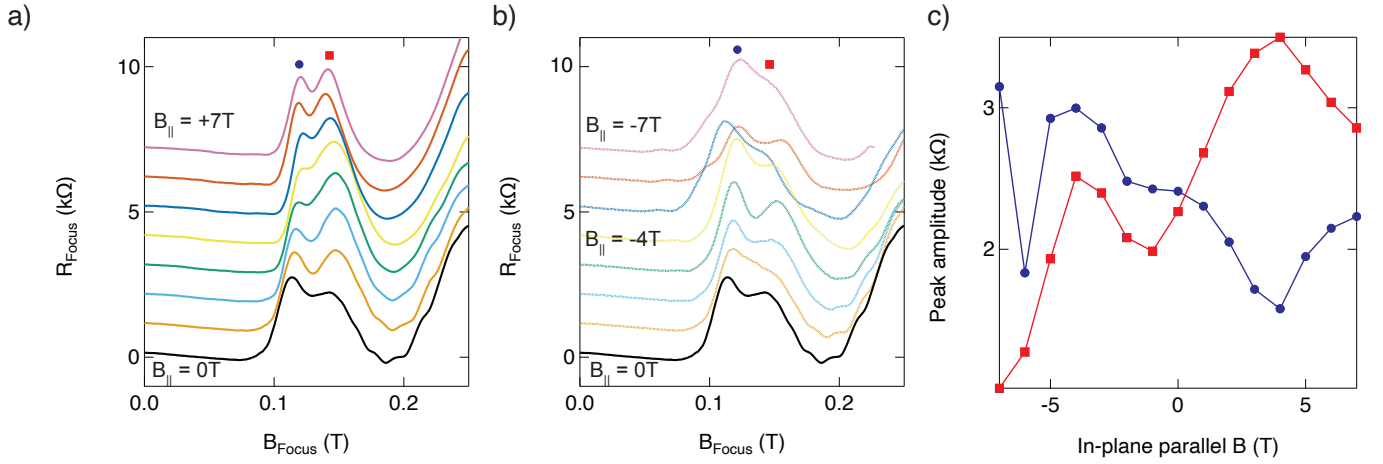 a)
10
5
0
R_Focus (kΩ)
B_|| = +7T
B_|| = 0T
0.0
0.1
0.2
B_Focus (T)
b)
10
5
0
R_Focus (kΩ)
B_|| = -7T
B_|| = -4T
B_|| = 0T
0.0
0.1
0.2
B_Focus (T)
c)
3
2
Peak amplitude (kΩ)
-5
0
5
In-plane parallel B (T)